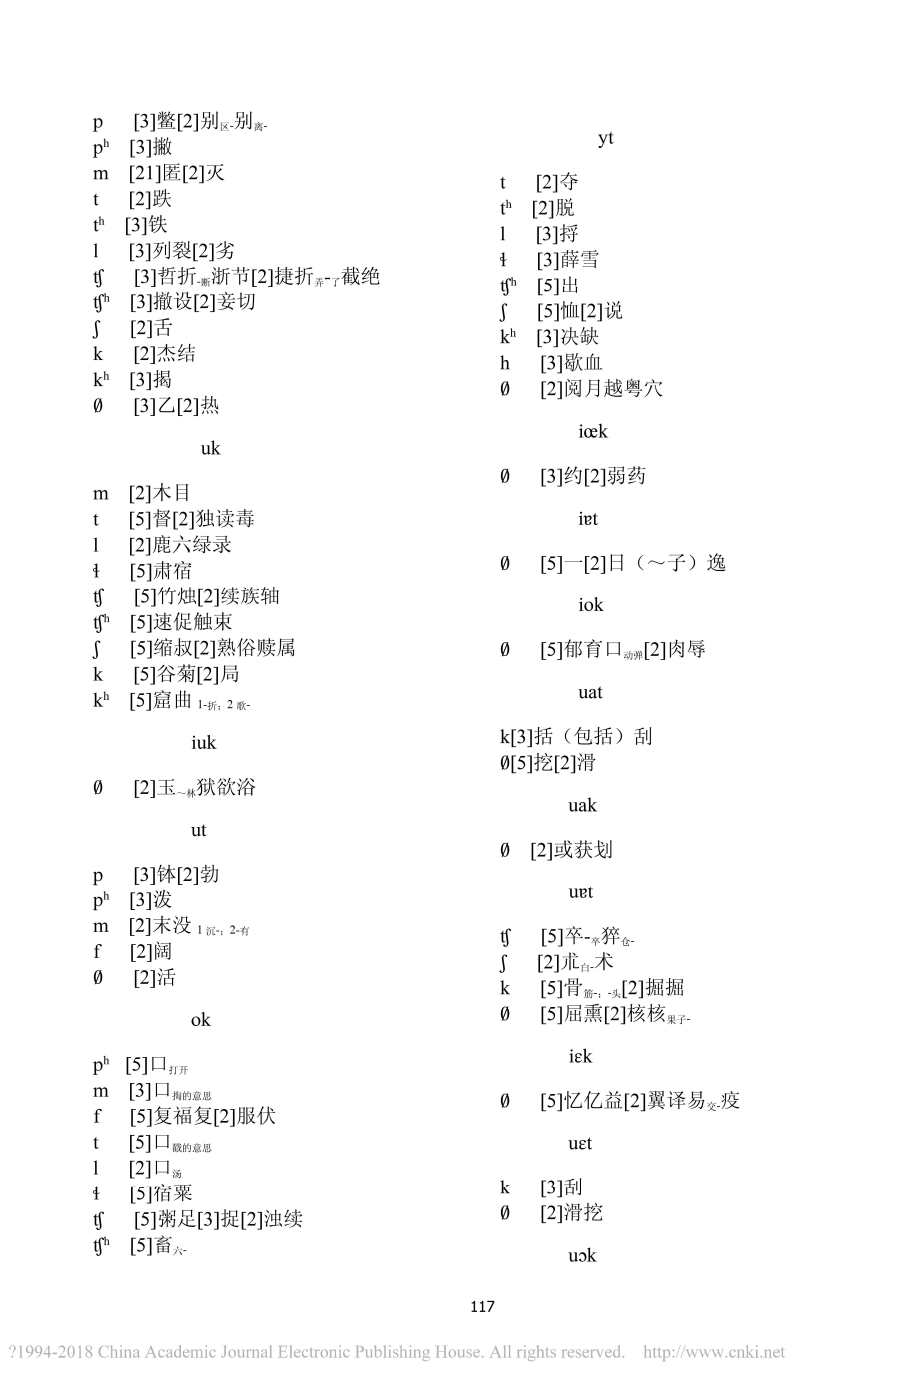 p [3]鳖[2]别区-别离-
pʰ [3]撇
m [21]匿[2]灭
t [2]跌
tʰ [3]铁
l [3]列裂[2]劣
ʧ [3]哲折-断浙节[2]捷折弄-了截绝
ʧʰ [3]撤设[2]妾切
ʃ [2]舌
k [2]杰结
kʰ [3]揭
Ø [3]乙[2]热
uk
m [2]木目
t [5]督[2]独读毒
l [2]鹿六绿录
ɬ [5]肃宿
ʧ [5]竹烛[2]续族轴
ʧʰ [5]速促触束
ʃ [5]缩叔[2]熟俗赎属
k [5]谷菊[2]局
kʰ [5]窟曲 1-折；2 歌-
iuk
Ø [2]玉～林狱欲浴
ut
p [3]钵[2]勃
pʰ [3]泼
m [2]末没 1 沉-；2-有
f [2]阔
Ø [2]活
ok
pʰ [5]口打开
m [3]口掏的意思
f [5]复福复[2]服伏
t [5]口戳的意思
l [2]口汤
ɬ [5]宿粟
ʧ [5]粥足[3]捉[2]浊续
ʧʰ [5]畜六-
yt
t [2]夺
tʰ [2]脱
l [3]捋
ɬ [3]薛雪
ʧʰ [5]出
ʃ [5]恤[2]说
kʰ [3]决缺
h [3]歇血
Ø [2]阅月越粤穴
iœk
Ø [3]约[2]弱药
iɐt
Ø [5]一[2]日（～子）逸
iok
Ø [5]郁育口动弹[2]肉辱
uat
k[3]括（包括）刮
Ø[5]挖[2]滑
uak
Ø [2]或获划
uɐt
ʧ [5]卒-卒猝仓-
ʃ [2]朮白-术
k [5]骨筋-；-头[2]掘掘
Ø [5]屈熏[2]核核果子-
iɛk
Ø [5]忆亿益[2]翼译易交-疫
uɛt
k [3]刮
Ø [2]滑挖
uɔk
117
?1994-2018 China Academic Journal Electronic Publishing House. All rights reserved. http://www.cnki.net